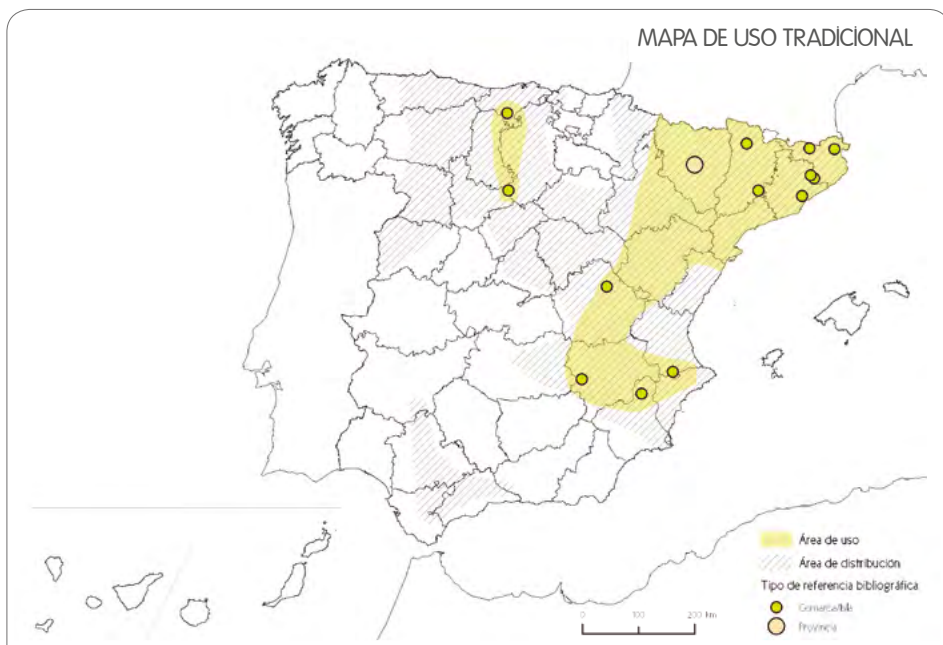 MAPA DE USO TRADICIONAL
Área de uso
Área de distribución
Tipo de referencia bibliográfica
Comarca/Isla
Provincia
0 100 200 km